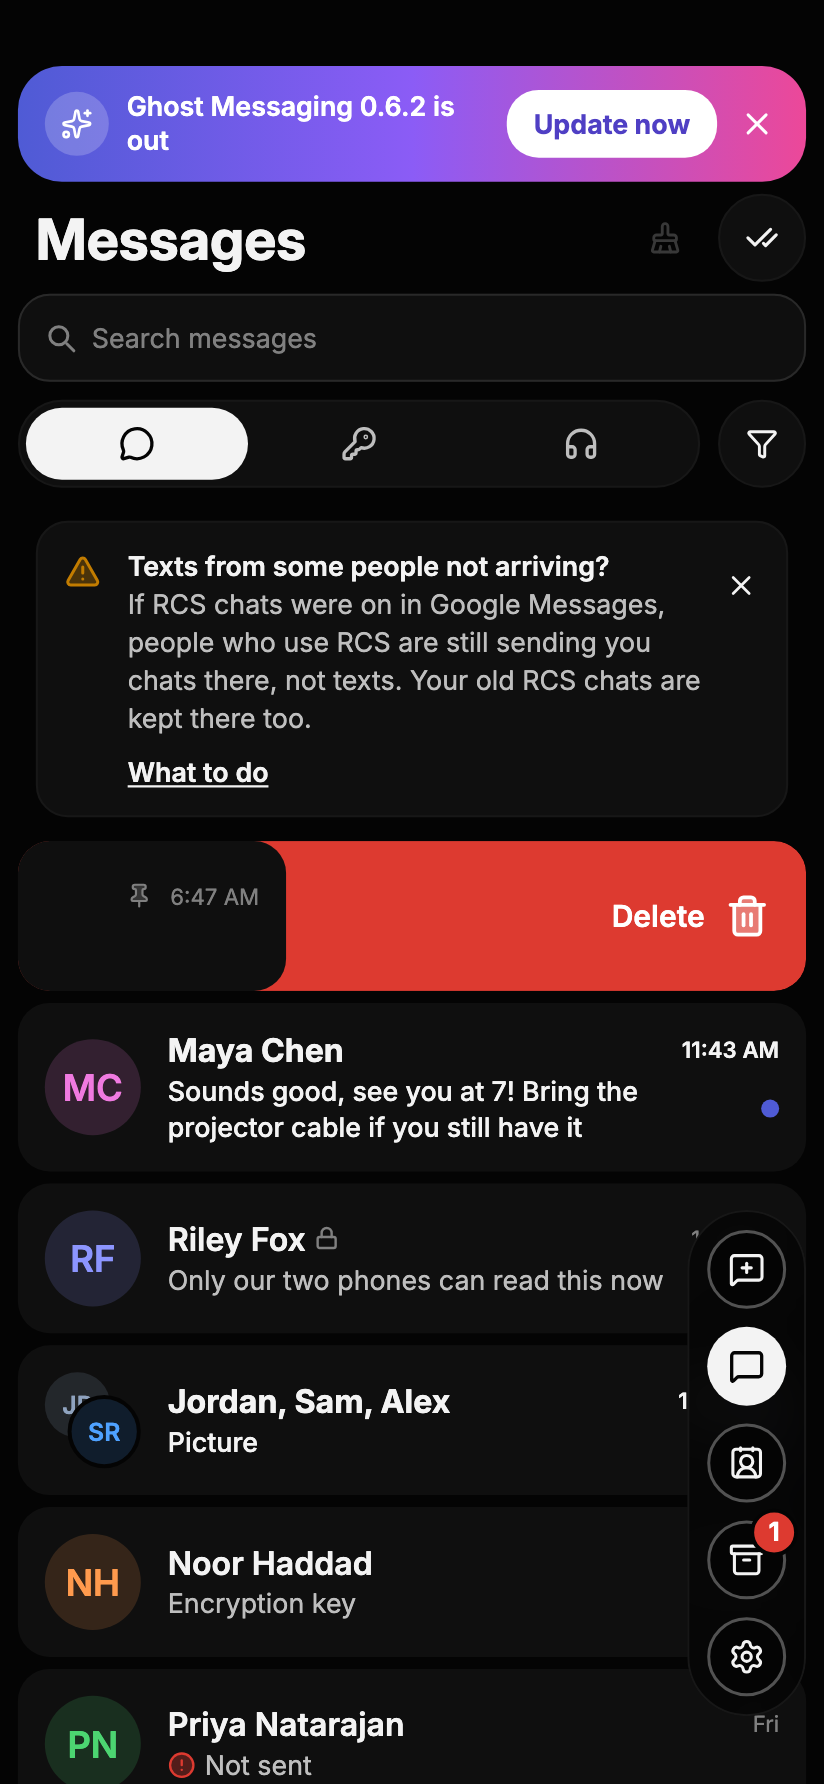 Ghost Messaging 0.6.2 is
out
Update now
Messages
Search messages
Texts from some people not arriving?
If RCS chats were on in Google Messages,
people who use RCS are still sending you
chats there, not texts. Your old RCS chats are
kept there too.
What to do
6:47 AM
Delete
MC
Maya Chen
11:43 AM
Sounds good, see you at 7! Bring the
projector cable if you still have it
RF
Riley Fox
Only our two phones can read this now
SR
Jordan, Sam, Alex
Picture
NH
Noor Haddad
Encryption key
1
PN
Priya Natarajan
Fri
Not sent